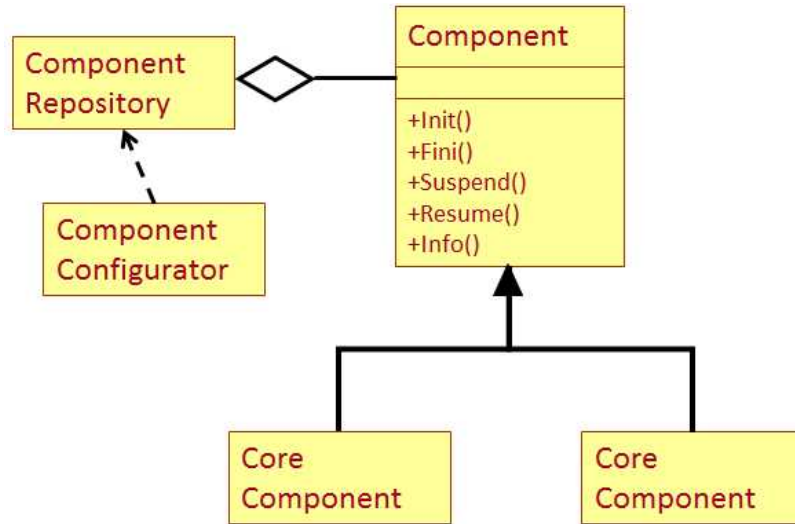 Component
Repository
Component
Configurator
Component
+Init()
+Fini()
+Suspend()
+Resume()
+Info()
Core
Component
Core
Component